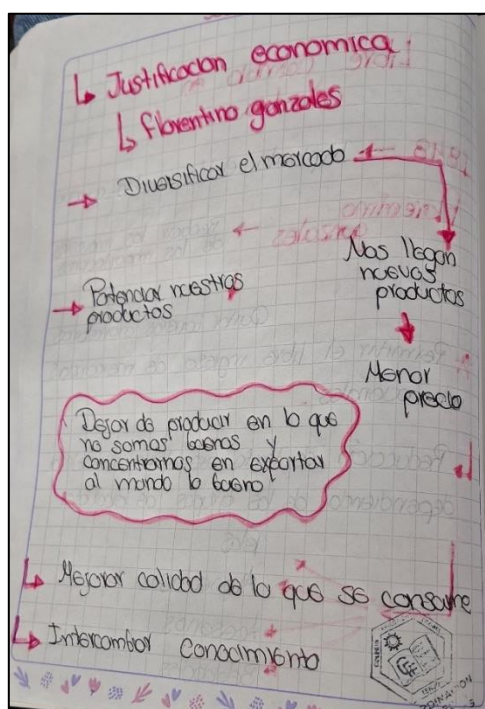 Justificacion economica
florentino gonzales
Diversificar el mercado
Nos llegan
nuevos
productos
Potenciar nuestros
productos
Menor
precio
Dejar de producir en lo que
no somos buenos y
concentrarnos en exportar
al mundo lo bueno
Mejorar calidad de lo que se consume
Intercambiar conocimiento